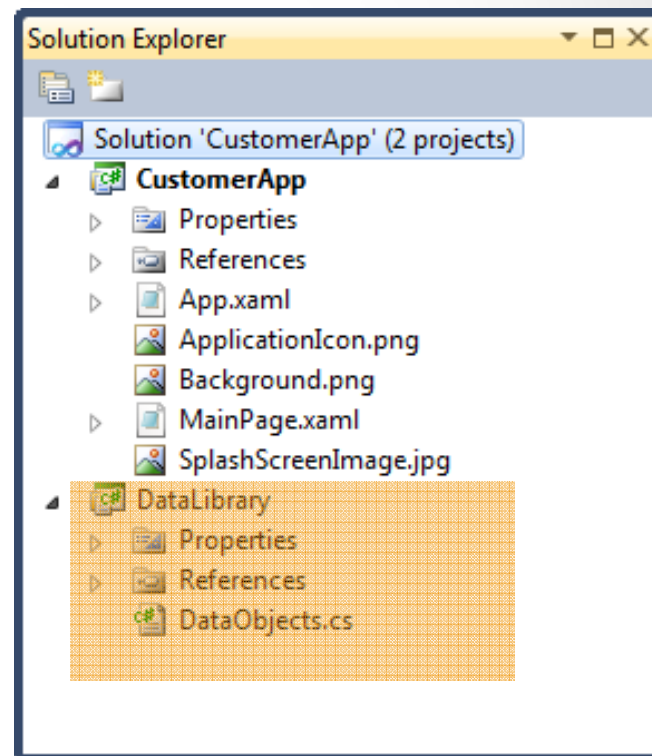 Solution Explorer
Solution 'CustomerApp' (2 projects)
CustomerApp
Properties
References
App.xaml
ApplicationIcon.png
Background.png
MainPage.xaml
SplashScreenImage.jpg
DataLibrary
Properties
References
DataObjects.cs